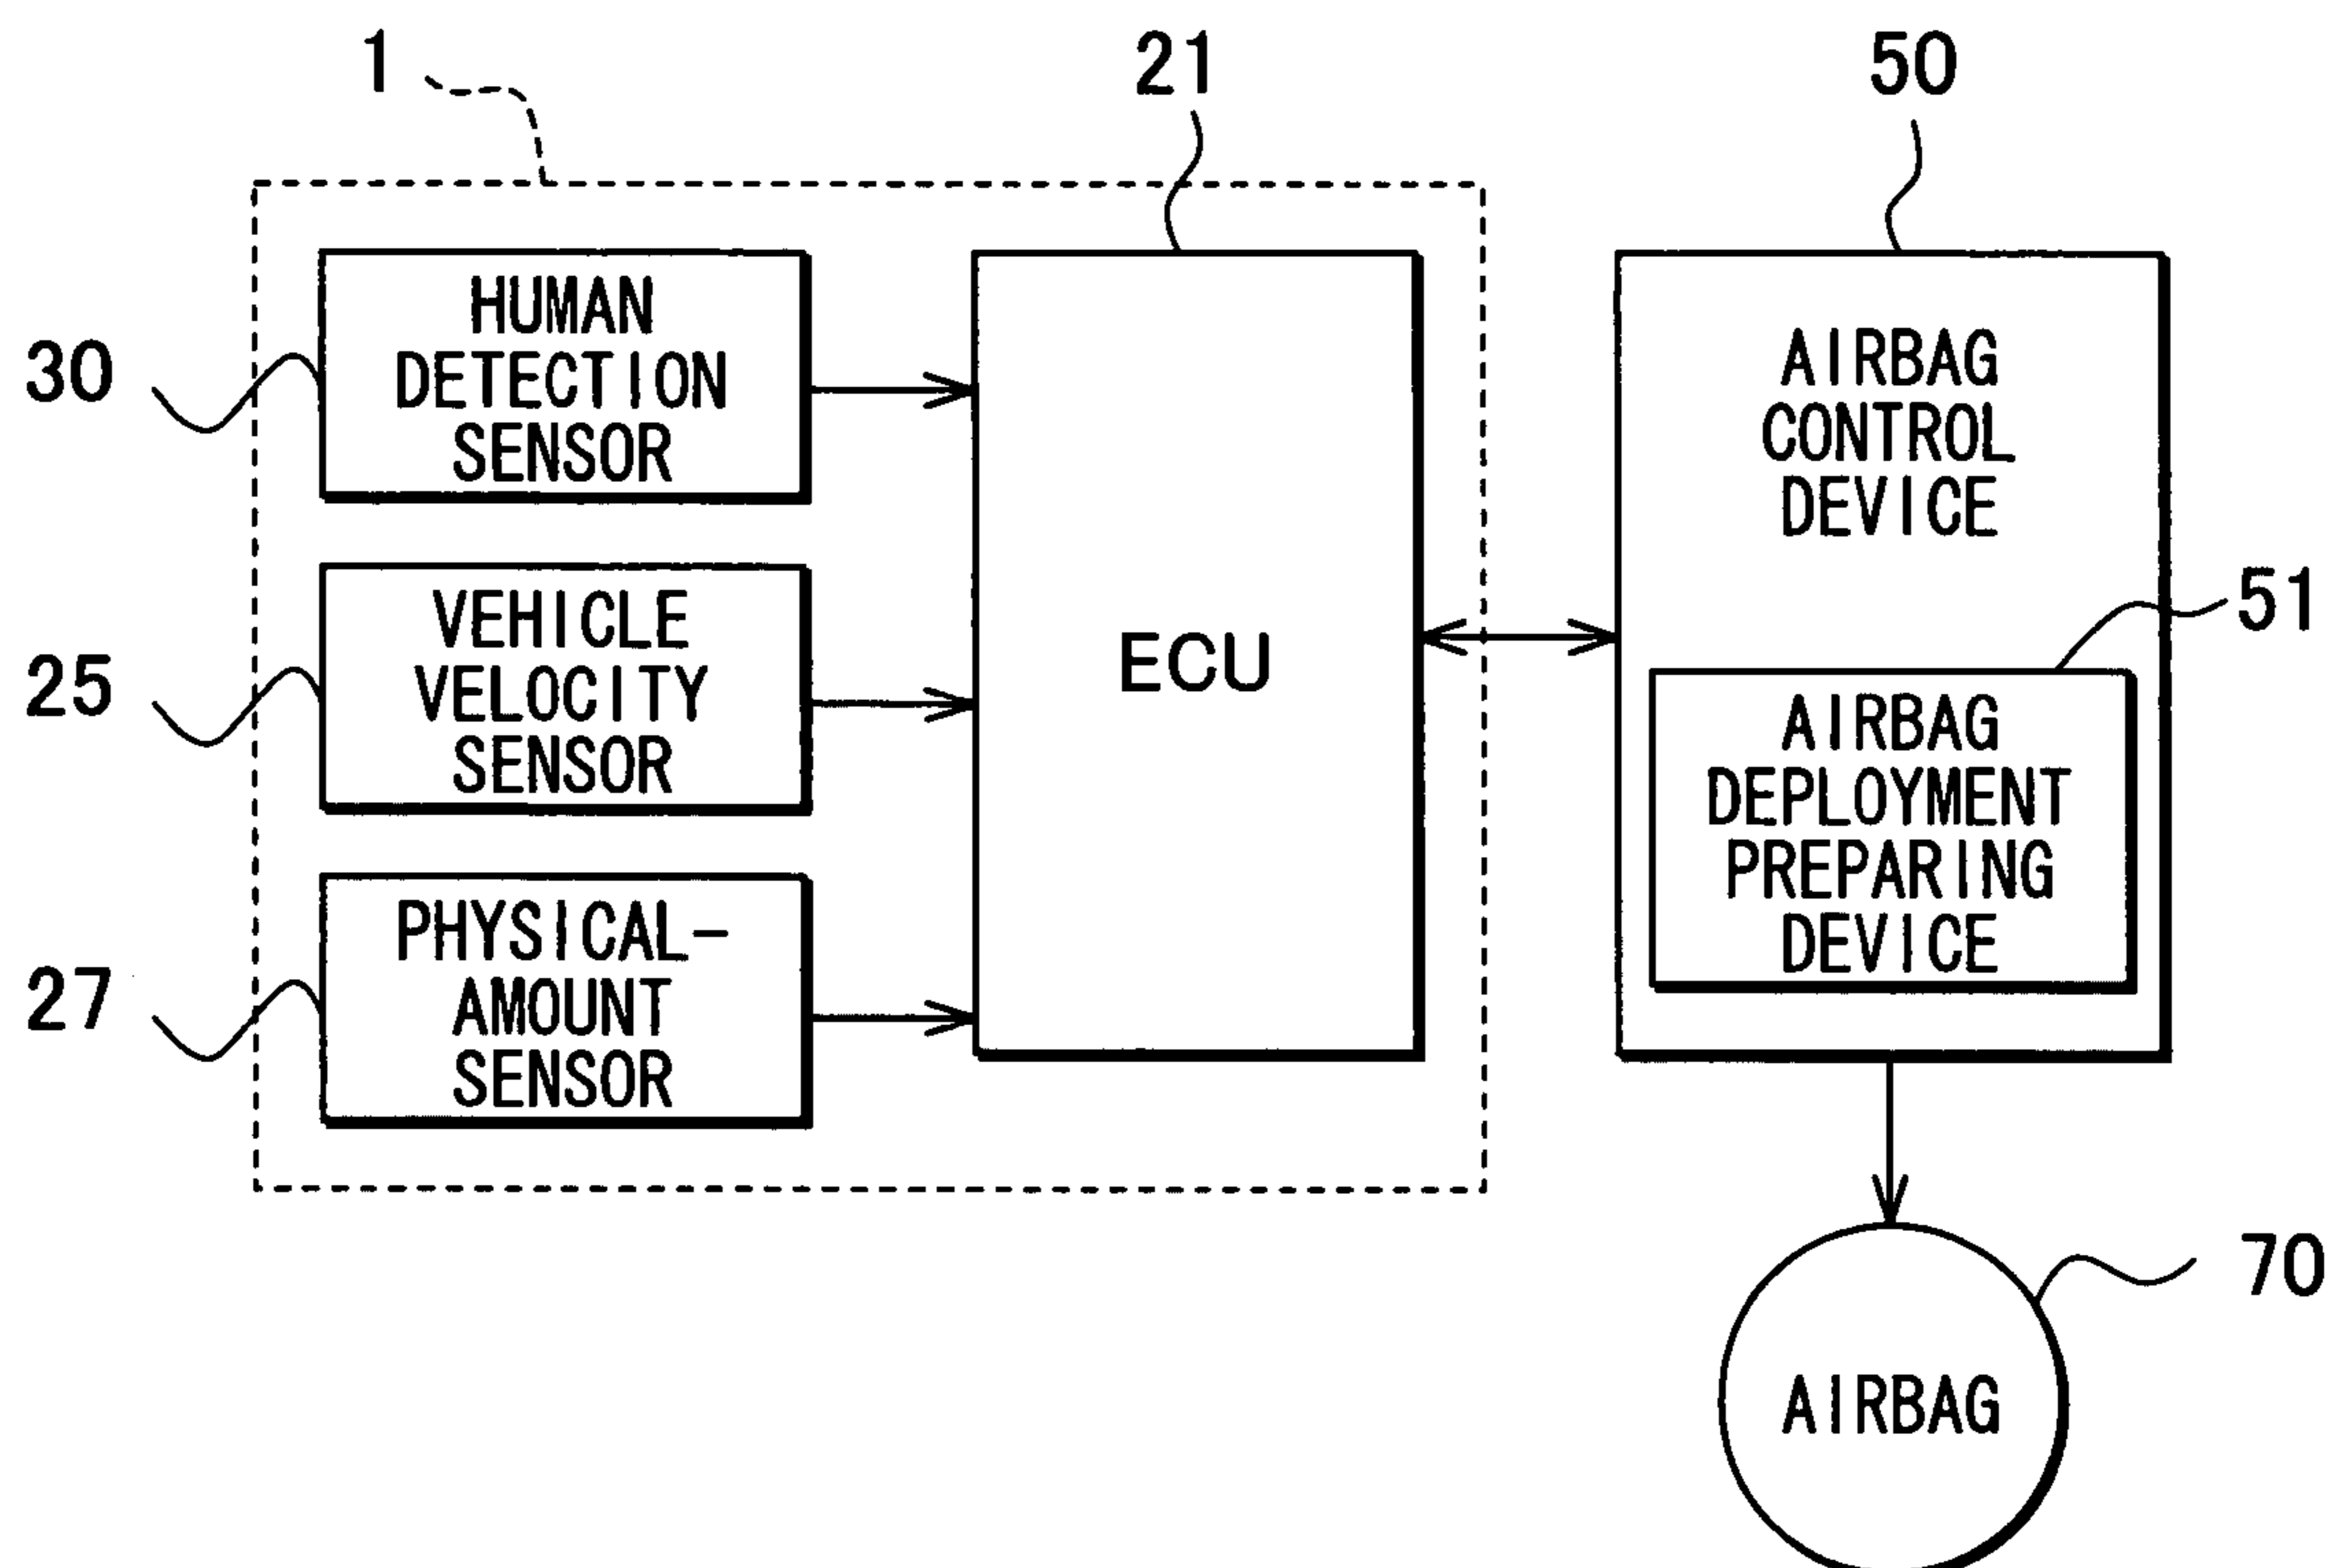 1
21
50
30
HUMAN
DETECTION
SENSOR
25
VEHICLE
VELOCITY
SENSOR
27
PHYSICAL-
AMOUNT
SENSOR
ECU
AIRBAG
CONTROL
DEVICE
51
AIRBAG
DEPLOYMENT
PREPARING
DEVICE
70
AIRBAG